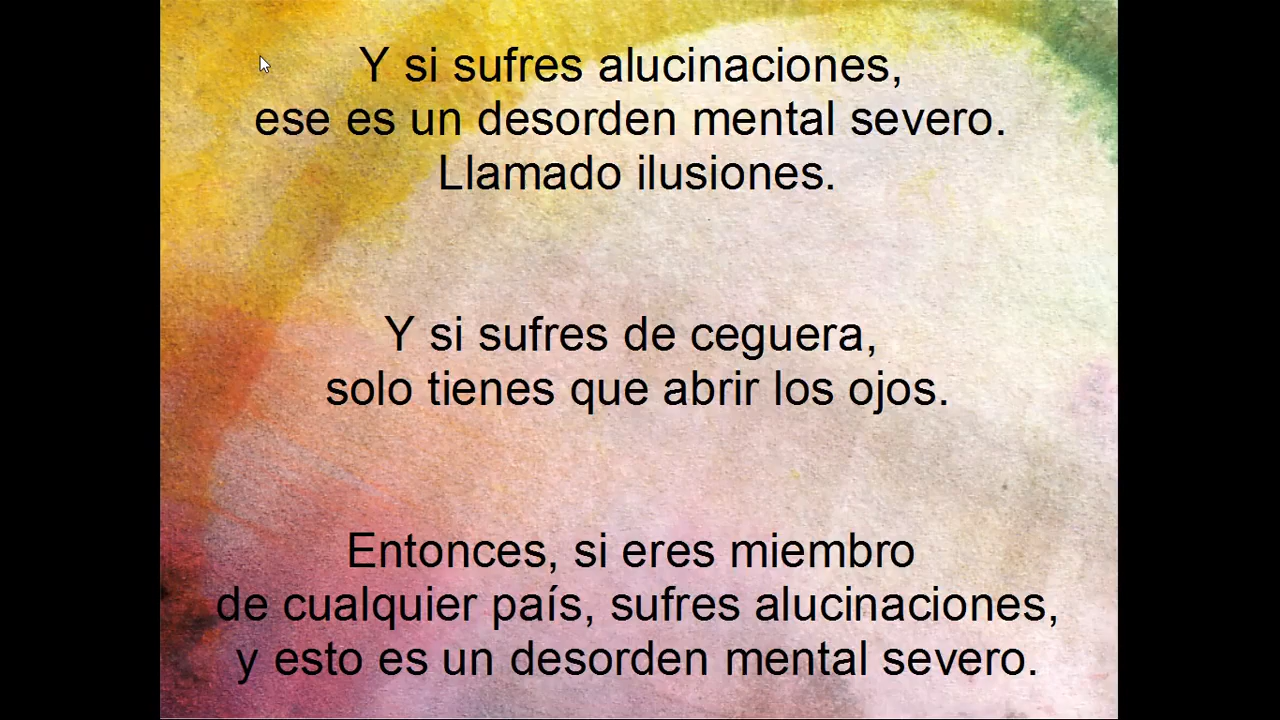 Y si sufres alucinaciones,
ese es un desorden mental severo.
Llamado ilusiones.
Y si sufres de ceguera,
solo tienes que abrir los ojos.
Entonces, si eres miembro
de cualquier país, sufres alucinaciones,
y esto es un desorden mental severo.